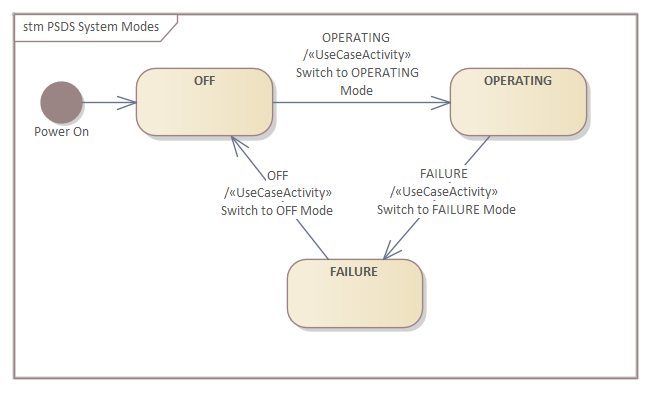 stm PSDS System Modes
OPERATING
/«UseCaseActivity»
Switch to OPERATING
Mode
OFF
OPERATING
Power On
OFF
/«UseCaseActivity»
Switch to OFF Mode
FAILURE
/«UseCaseActivity»
Switch to FAILURE Mode
FAILURE